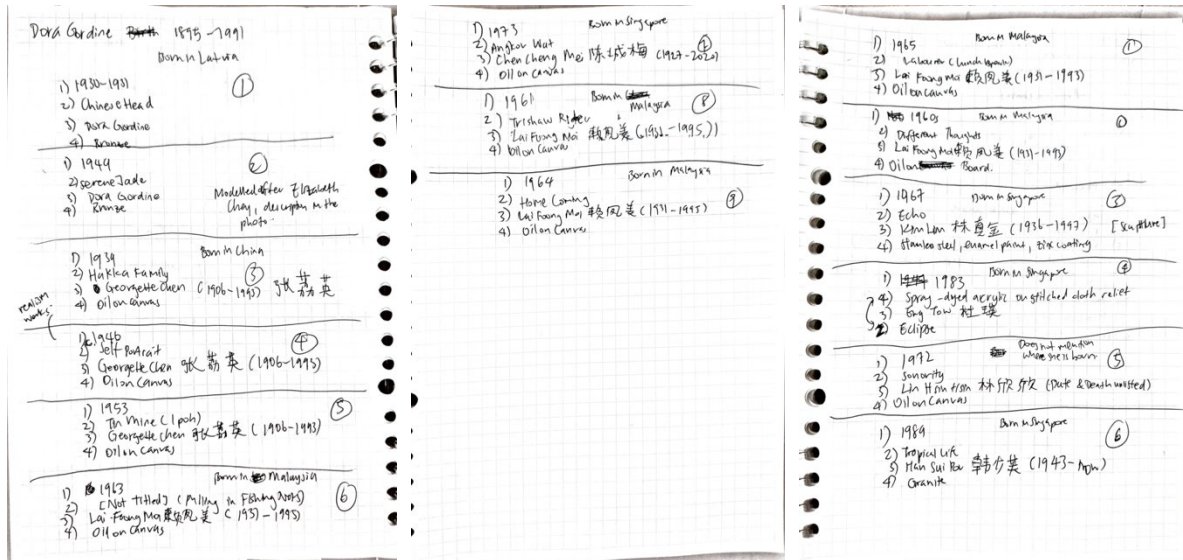 Dora Gordine 1895-1991
Born in Latvia
①
1) 1930-1931
2) Chinese Head
3) Dora Gordine
4) Bronze
②
1) 1949
2) Serene Jade
3) Dora Gordine
4) Bronze
Modelled after Elizabeth
Choy, description in the
photo.
Born in China
③
1) 1939
2) Hakka Family
3) Georgette Chen (1906-1993) 张荔英
4) Oil on canvas
realism
works
④
1) 1946
2) Self Portrait
3) Georgette Chen 张荔英 (1906-1993)
4) Oil on Canvas
⑤
1) 1953
2) Tin Mine (Ipoh)
3) Georgette Chen 张荔英 (1906-1993)
4) Oil on Canvas
Born in Malaysia
⑥
1) 1963
2) [Not Titled] (Pulling in Fishing Nets)
3) Lai Foong Moi 赖凤美 (1931-1995)
4) Oil on Canvas
Born in Singapore
⑦
1) 1973
2) Angkor Wat
3) Chen Cheng Mei 陈城梅 (1927-2020)
4) Oil on Canvas
Born in Malaysia
⑧
1) 1961
2) Trishaw Rider
3) Lai Foong Moi 赖凤美
4) Oil on Canvas
Born in Malaysia
⑨
1) 1964
2) Home Coming
3) Lai Foong Moi 赖凤美 (1931-1995)
4) Oil on Canvas
Born in Malaysia
①
1) 1965
2) Labourer (Lunch Break)
3) Lai Foong Moi 赖凤美 (1931-1995)
4) Oil on canvas
Born in Malaysia
②
1) 1960s
2) Different Thoughts
3) Lai Foong Moi 赖凤美 (1931-1995)
4) Oil on Board.
Born in Singapore
③
1) 1967
2) Echo
3) Kim Lim 林真金 (1936-1997) [Sculpture]
4) Stainless steel, enamel paint, zinc coating
Born in Singapore
④
1) 1983
4) Spray-dyed acrylic on stitched cloth relief
3) Eng Tow 杜瑛
2) Eclipse
Does not mention
where she is born
⑤
1) 1972
2) Sonority
3) Lin Hsin Hsin 林欣欣 (Date & Death unlisted)
4) Oil on Canvas
Born in Singapore
⑥
1) 1989
2) Tropical Life
3) Han Sai Por 韩少芙 (1943-Now)
4) Granite